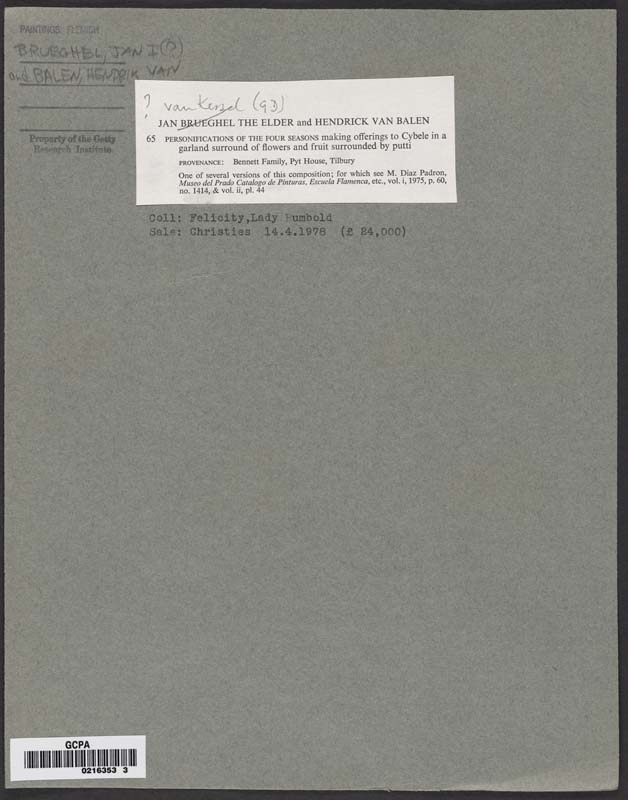 PAINTINGS: FLEMISH
BRUEGHEL, JAN I (?)
and BALEN, HENDRIK VAN
Property of the Getty
Research Institute
? van Kessel (93)
JAN BRUEGHEL THE ELDER and HENDRICK VAN BALEN
65 PERSONIFICATIONS OF THE FOUR SEASONS making offerings to Cybele in a
garland surround of flowers and fruit surrounded by putti
PROVENANCE: Bennett Family, Pyt House, Tilbury
One of several versions of this composition; for which see M. Diaz Padron,
Museo del Prado Catalogo de Pinturas, Escuela Flamenca, etc., vol. i, 1975, p. 60,
no. 1414, & vol. ii, pl. 44
Coll: Felicity,Lady Rumbold
Sale: Christies 14.4.1978 (£ 24,000)
GCPA
0216353 3